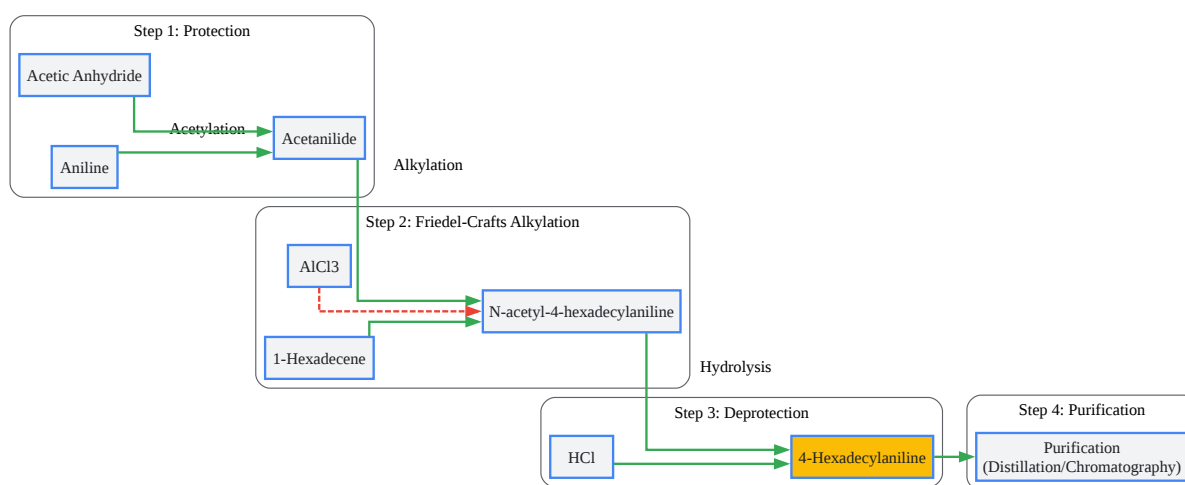 Step 1: Protection
Acetic Anhydride
Acetylation
Acetanilide
Aniline
Alkylation
Step 2: Friedel-Crafts Alkylation
AlCl3
N-acetyl-4-hexadecylaniline
1-Hexadecene
Hydrolysis
Step 3: Deprotection
HCl
4-Hexadecylaniline
Step 4: Purification
Purification
(Distillation/Chromatography)